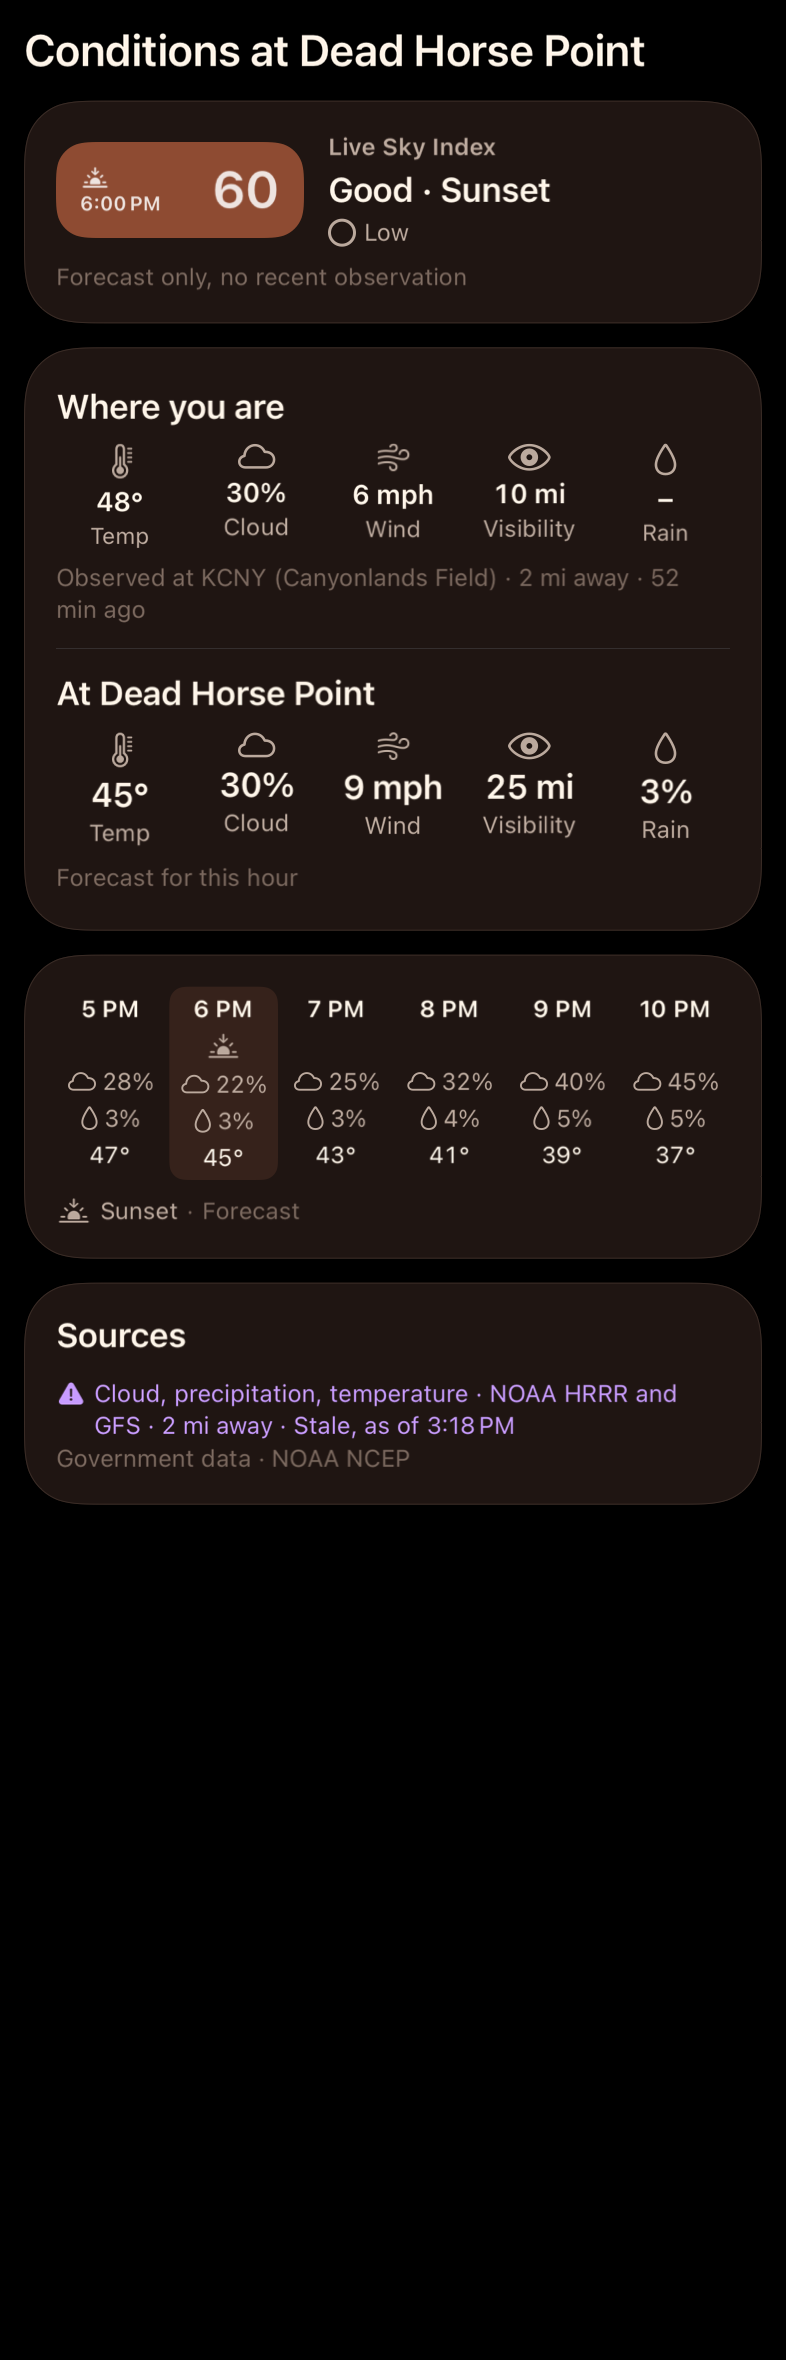 Conditions at Dead Horse Point
Live Sky Index
6:00 PM 60 Good · Sunset
Low
Forecast only, no recent observation
Where you are
48° 30% 6 mph 10 mi –
Temp Cloud Wind Visibility Rain
Observed at KCNY (Canyonlands Field) · 2 mi away · 52
min ago
At Dead Horse Point
45° 30% 9 mph 25 mi 3%
Temp Cloud Wind Visibility Rain
Forecast for this hour
5 PM 6 PM 7 PM 8 PM 9 PM 10 PM
28% 22% 25% 32% 40% 45%
3% 3% 3% 4% 5% 5%
47° 45° 43° 41° 39° 37°
Sunset · Forecast
Sources
Cloud, precipitation, temperature · NOAA HRRR and
GFS · 2 mi away · Stale, as of 3:18 PM
Government data · NOAA NCEP